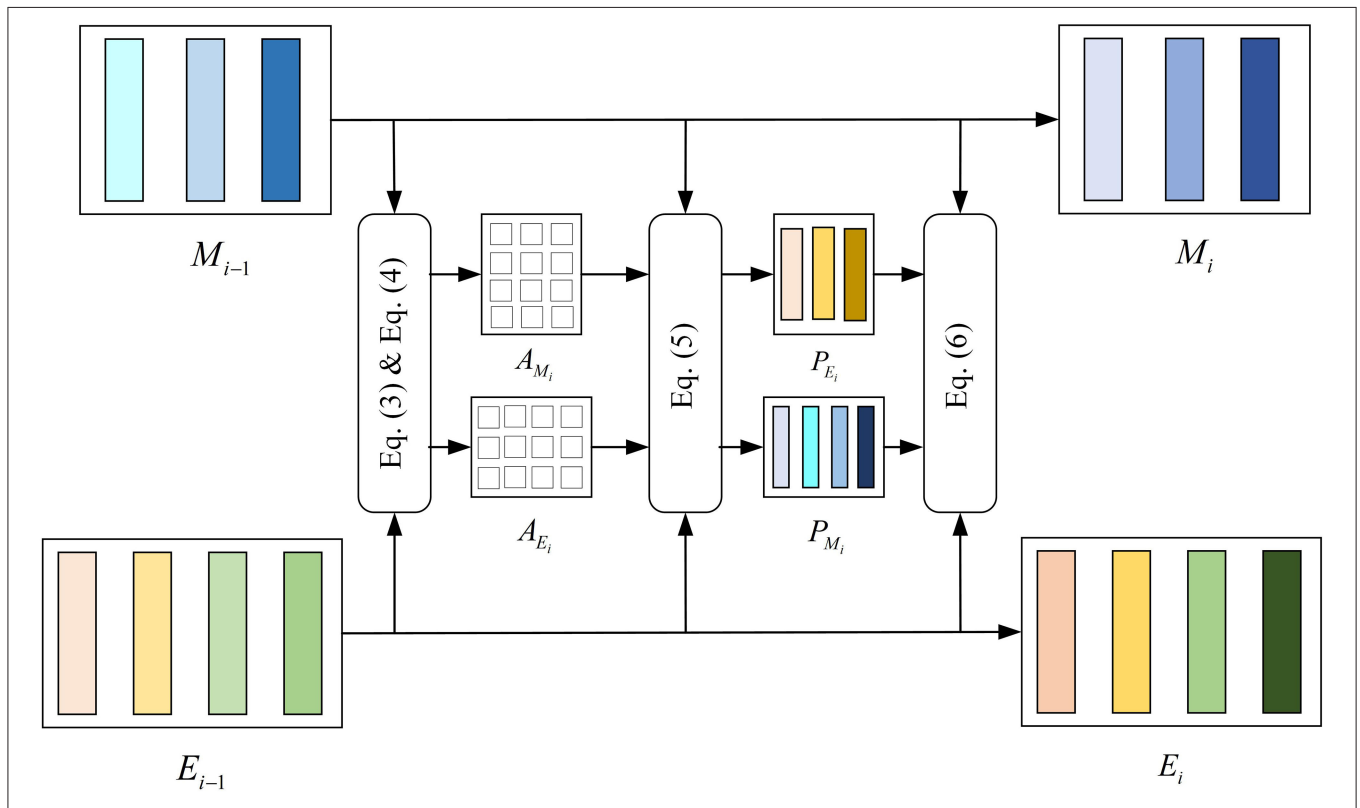 M_{i-1}
M_i
Eq. (3) & Eq. (4)
A_{M_i}
Eq. (5)
P_{E_i}
Eq. (6)
A_{E_i}
P_{M_i}
E_{i-1}
E_i